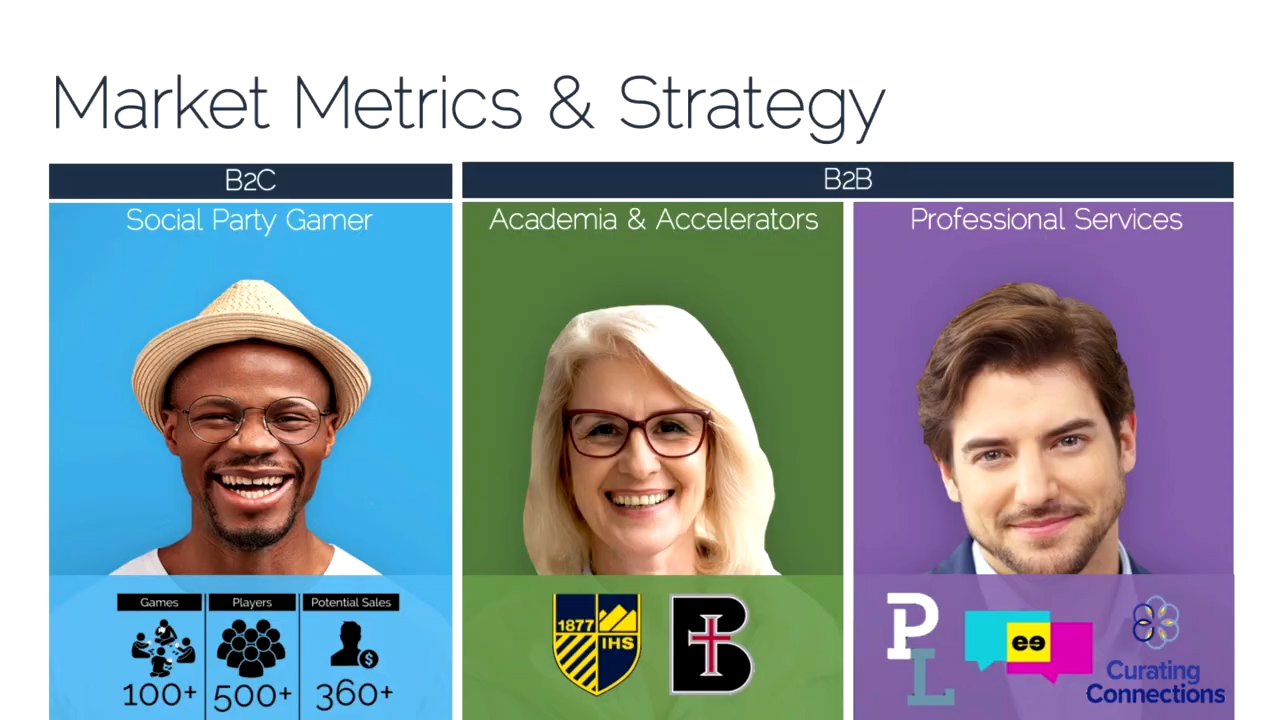 Market Metrics & Strategy
B2C
B2B
Social Party Gamer
Academia & Accelerators
Professional Services
Games
Players
Potential Sales
$
100+
500+
360+
1877
IHS
B
P
L
ee
Curating
Connections